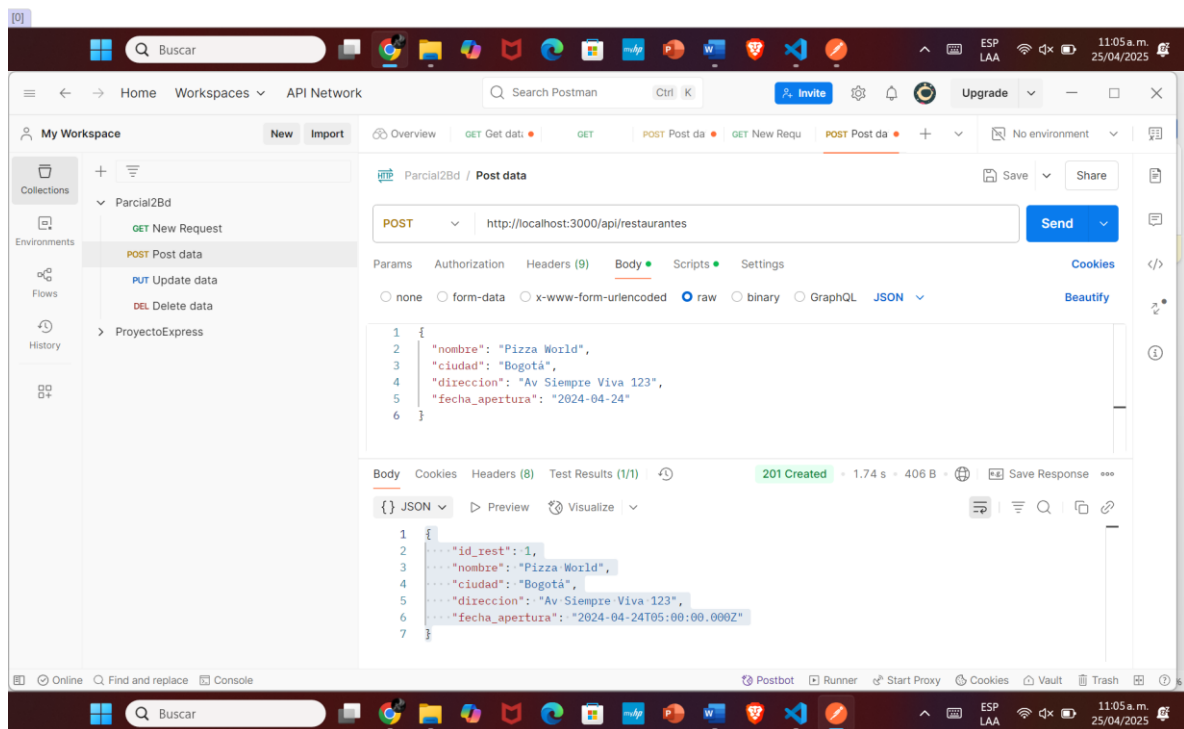 [0]
Buscar
ESP
LAA
11:05 a.m.
25/04/2025
Home Workspaces API Network
Search Postman Ctrl K
Invite
Upgrade
My Workspace New Import
Overview GET Get dat: GET POST Post da GET New Requ POST Post da No environment
Collections
Environments
Flows
History
Parcial2Bd
GET New Request
POST Post data
PUT Update data
DEL Delete data
ProyectoExpress
HTTP Parcial2Bd / Post data Save Share
POST http://localhost:3000/api/restaurantes Send
Params Authorization Headers (9) Body Scripts Settings Cookies
none form-data x-www-form-urlencoded raw binary GraphQL JSON Beautify
1 {
2 "nombre": "Pizza World",
3 "ciudad": "Bogotá",
4 "direccion": "Av Siempre Viva 123",
5 "fecha_apertura": "2024-04-24"
6 }
Body Cookies Headers (8) Test Results (1/1) 201 Created 1.74 s 406 B e.g. Save Response
{} JSON Preview Visualize
1 {
2 "id_rest": 1,
3 "nombre": "Pizza World",
4 "ciudad": "Bogotá",
5 "direccion": "Av Siempre Viva 123",
6 "fecha_apertura": "2024-04-24T05:00:00.000Z"
7 }
Online Find and replace Console Postbot Runner Start Proxy Cookies Vault Trash
Buscar
ESP
LAA
11:05 a.m.
25/04/2025